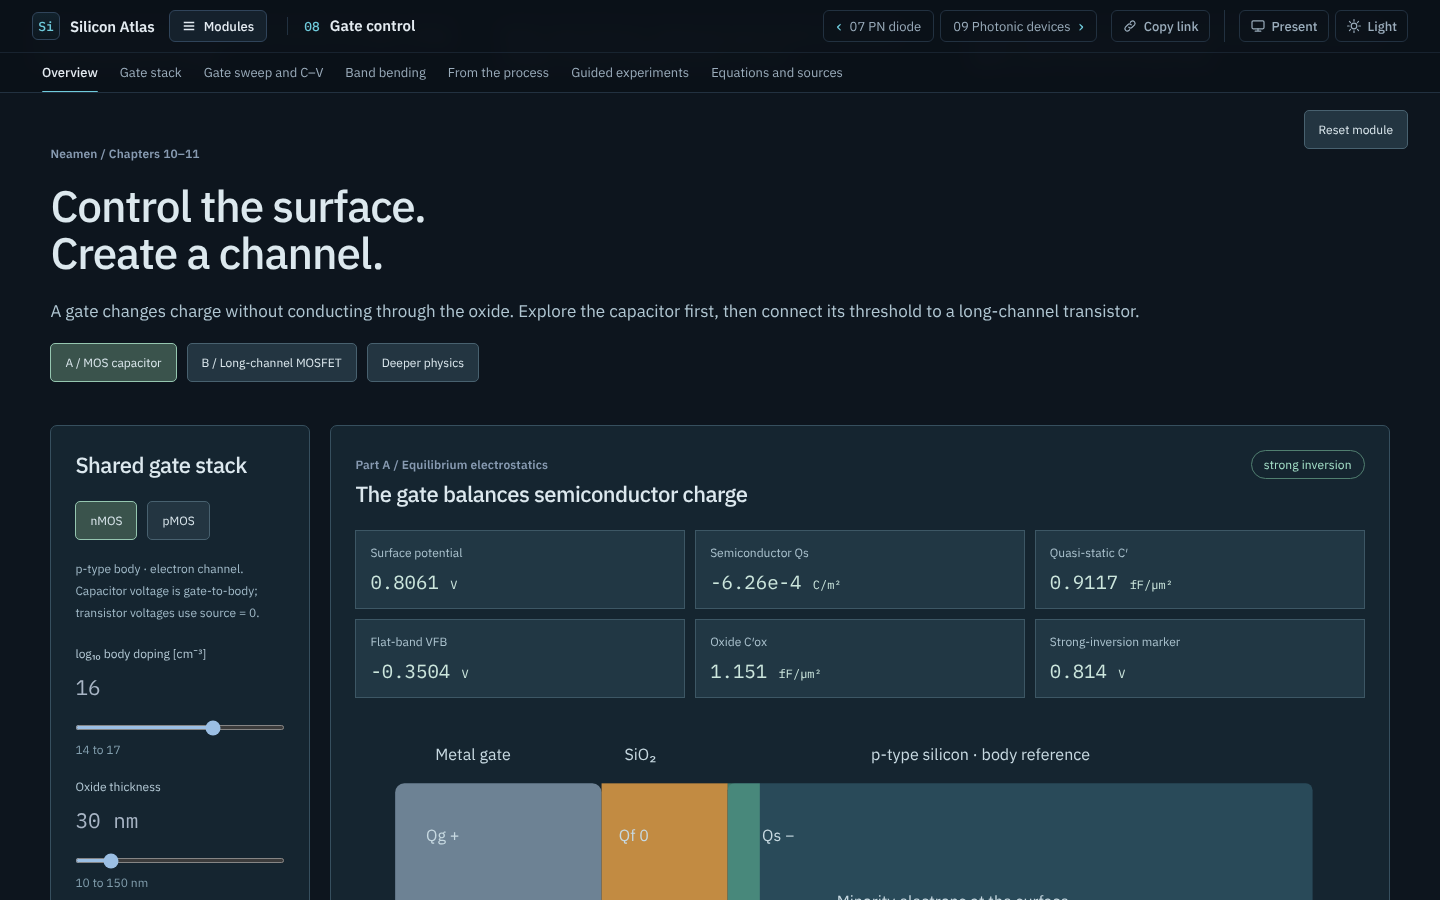 Si Silicon Atlas Modules 08 Gate control ‹ 07 PN diode 09 Photonic devices › Copy link Present Light
Overview Gate stack Gate sweep and C–V Band bending From the process Guided experiments Equations and sources
Reset module
Neamen / Chapters 10–11
Control the surface.
Create a channel.
A gate changes charge without conducting through the oxide. Explore the capacitor first, then connect its threshold to a long-channel transistor.
A / MOS capacitor B / Long-channel MOSFET Deeper physics
Shared gate stack
nMOS pMOS
p-type body · electron channel.
Capacitor voltage is gate-to-body;
transistor voltages use source = 0.
log₁₀ body doping [cm⁻³]
16
14 to 17
Oxide thickness
30 nm
10 to 150 nm
Part A / Equilibrium electrostatics
strong inversion
The gate balances semiconductor charge
Surface potential
0.8061 V
Semiconductor Qs
-6.26e-4 C/m²
Quasi-static C′
0.9117 fF/µm²
Flat-band VFB
-0.3504 V
Oxide C′ox
1.151 fF/µm²
Strong-inversion marker
0.814 V
Metal gate SiO₂ p-type silicon · body reference
Qg + Qf 0 Qs −
Minority electrons at the surface